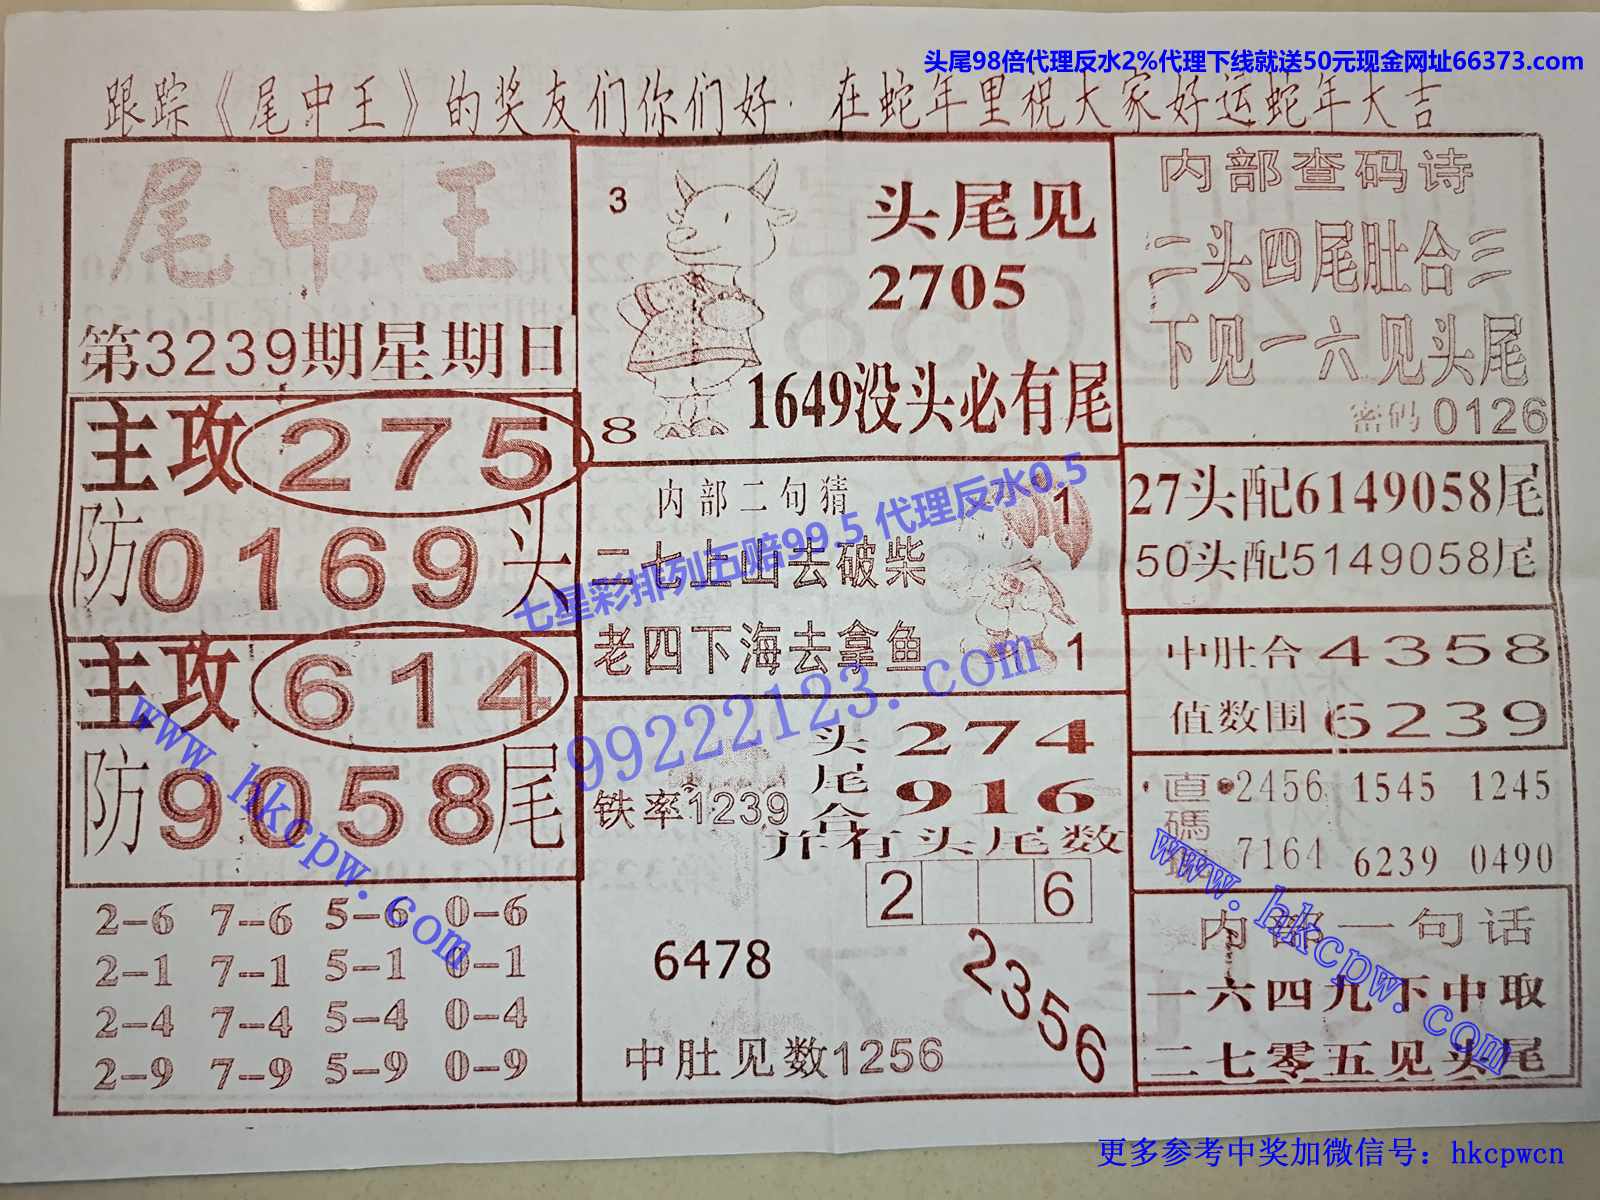 头尾98倍代理反水2%代理下线就送50元现金网址66373.com
跟踪《尾中王》的奖友们你们好. 在蛇年里祝大家好运蛇年大吉
尾中王
第3239期星期日
主攻275
防0169头
主攻614
防9058尾
2-6 7-6 5-6 0-6
2-1 7-1 5-1 0-1
2-4 7-4 5-4 0-4
2-9 7-9 5-9 0-9
3
头尾见
2705
8
1649没头必有尾
内部二句猜
1
二七上山去破柴
老四下海去拿鱼
1
七星彩排列五赔99.5 代理反水0.5
99222123.com
头尾合
274
916
铁率1239
并有头尾数
2 6
6478
2356
中肚见数1256
内部查码诗
二头四尾肚合三
下见一六见头尾
密码0126
27头配6149058尾
50头配5149058尾
中肚合4358
值数围6239
直碼
2456 1545 1245
7164 6239 0490
内部一句话
一六四九下中取
二七零五见头尾
www.hkcpw.com
www.hkcpw.com
更多参考中奖加微信号：hkcpwcn